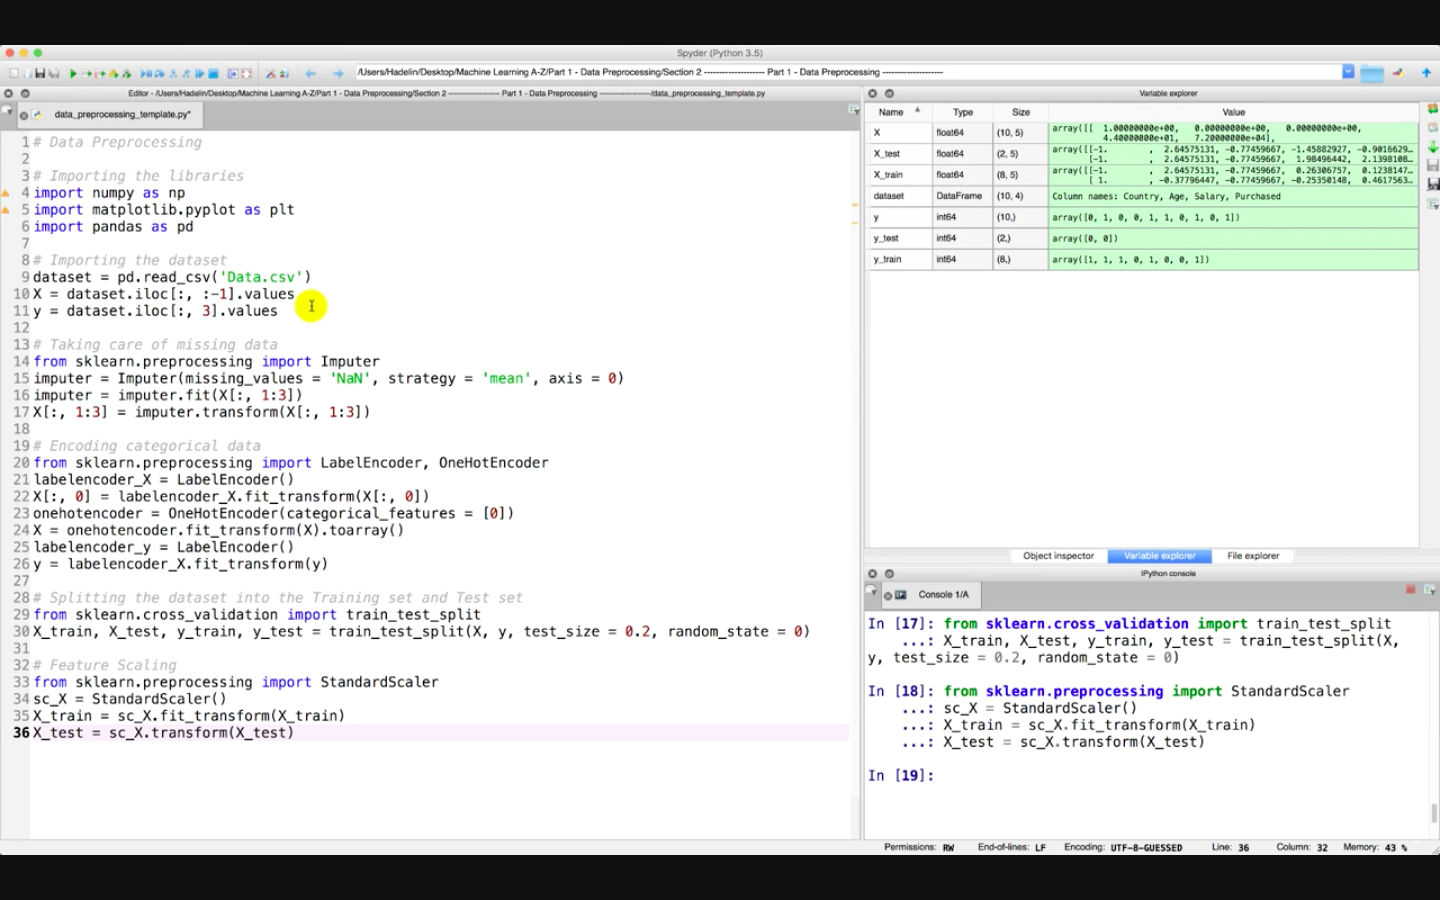 Spyder (Python 3.5)
/Users/Hadelin/Desktop/Machine Learning A-Z/Part 1 - Data Preprocessing/Section 2 -------------------- Part 1 - Data Preprocessing --------------------
Editor - /Users/Hadelin/Desktop/Machine Learning A-Z/Part 1 - Data Preprocessing/Section 2 -------------------- Part 1 - Data Preprocessing --------------------/data_preprocessing_template.py
data_preprocessing_template.py*
1 # Data Preprocessing
2
3 # Importing the libraries
4 import numpy as np
5 import matplotlib.pyplot as plt
6 import pandas as pd
7
8 # Importing the dataset
9 dataset = pd.read_csv('Data.csv')
10 X = dataset.iloc[:, :-1].values
11 y = dataset.iloc[:, 3].values
12
13 # Taking care of missing data
14 from sklearn.preprocessing import Imputer
15 imputer = Imputer(missing_values = 'NaN', strategy = 'mean', axis = 0)
16 imputer = imputer.fit(X[:, 1:3])
17 X[:, 1:3] = imputer.transform(X[:, 1:3])
18
19 # Encoding categorical data
20 from sklearn.preprocessing import LabelEncoder, OneHotEncoder
21 labelencoder_X = LabelEncoder()
22 X[:, 0] = labelencoder_X.fit_transform(X[:, 0])
23 onehotencoder = OneHotEncoder(categorical_features = [0])
24 X = onehotencoder.fit_transform(X).toarray()
25 labelencoder_y = LabelEncoder()
26 y = labelencoder_X.fit_transform(y)
27
28 # Splitting the dataset into the Training set and Test set
29 from sklearn.cross_validation import train_test_split
30 X_train, X_test, y_train, y_test = train_test_split(X, y, test_size = 0.2, random_state = 0)
31
32 # Feature Scaling
33 from sklearn.preprocessing import StandardScaler
34 sc_X = StandardScaler()
35 X_train = sc_X.fit_transform(X_train)
36 X_test = sc_X.transform(X_test)
Variable explorer
Name Type Size Value
X float64 (10, 5) array([[ 1.00000000e+00, 0.00000000e+00, 0.00000000e+00,
4.40000000e+01, 7.20000000e+04],
X_test float64 (2, 5) array([[-1. , 2.64575131, -0.77459667, -1.45882927, -0.9016629...
[-1. , 2.64575131, -0.77459667, 1.98496442, 2.1398108...
X_train float64 (8, 5) array([[-1. , 2.64575131, -0.77459667, 0.26306757, 0.1238147...
[ 1. , -0.37796447, -0.77459667, -0.25350148, 0.4617563...
dataset DataFrame (10, 4) Column names: Country, Age, Salary, Purchased
y int64 (10,) array([0, 1, 0, 0, 1, 1, 0, 1, 0, 1])
y_test int64 (2,) array([0, 0])
y_train int64 (8,) array([1, 1, 1, 0, 1, 0, 0, 1])
Object inspector Variable explorer File explorer
IPython console
Console 1/A
In [17]: from sklearn.cross_validation import train_test_split
...: X_train, X_test, y_train, y_test = train_test_split(X,
y, test_size = 0.2, random_state = 0)
In [18]: from sklearn.preprocessing import StandardScaler
...: sc_X = StandardScaler()
...: X_train = sc_X.fit_transform(X_train)
...: X_test = sc_X.transform(X_test)
In [19]:
Permissions: RW End-of-lines: LF Encoding: UTF-8-GUESSED Line: 36 Column: 32 Memory: 43 %